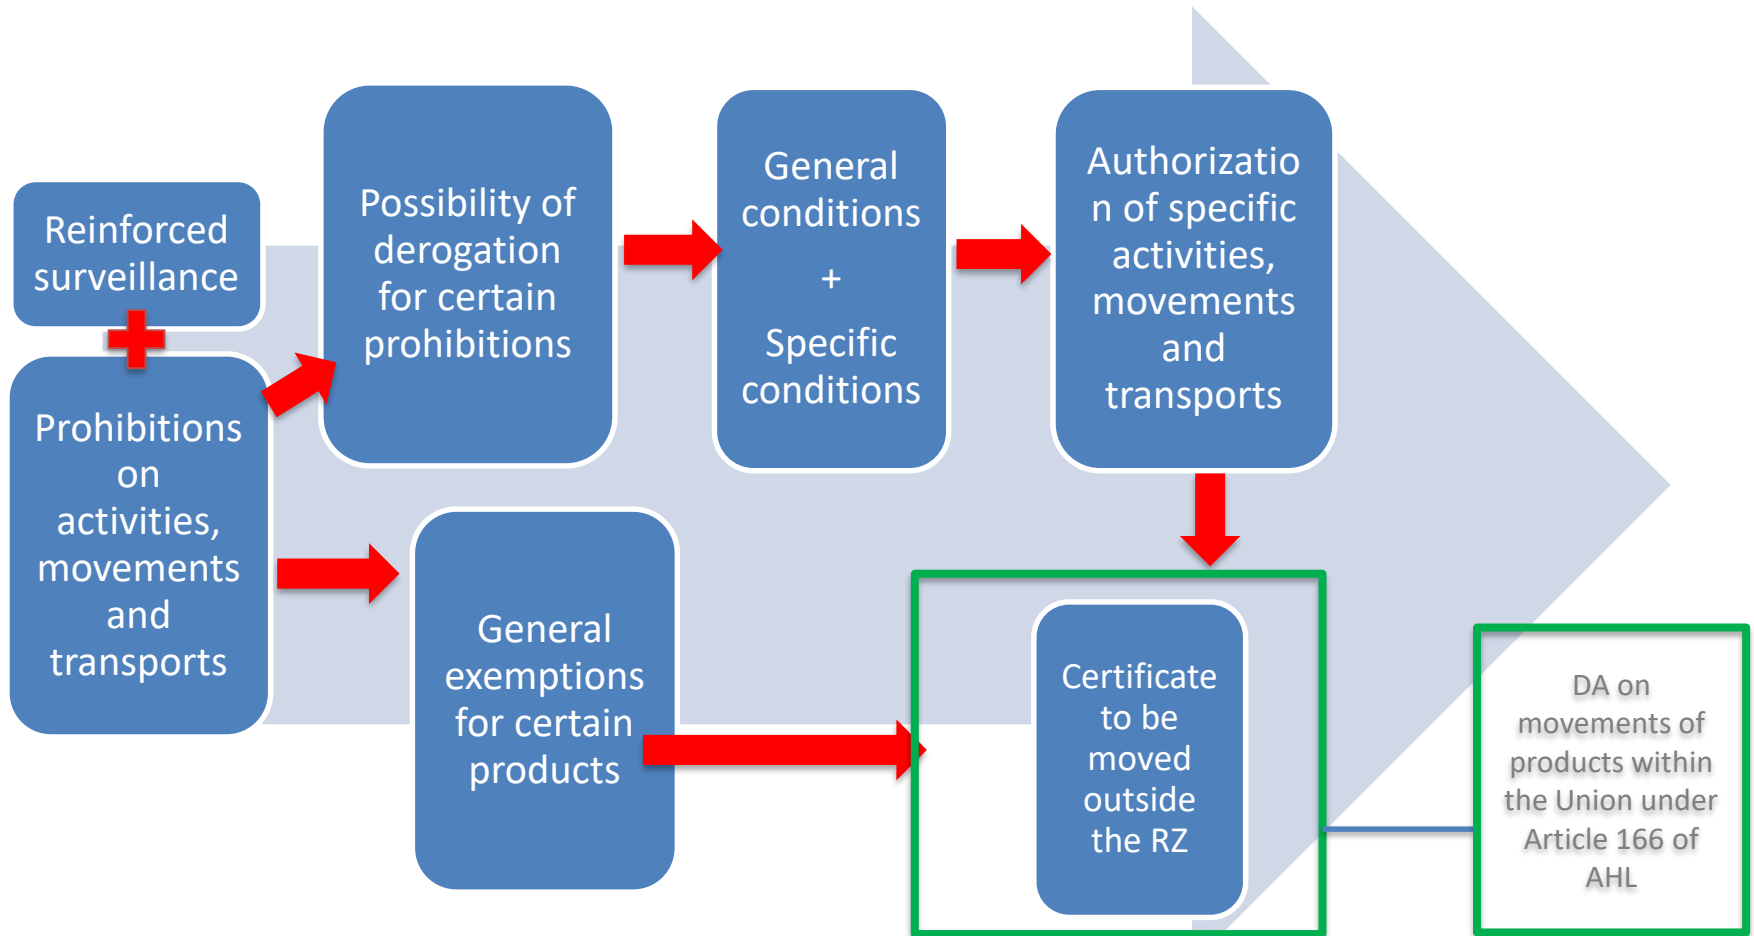 Reinforced
surveillance
Prohibitions
on
activities,
movements
and
transports
Possibility of
derogation
for certain
prohibitions
General
conditions
+
Specific
conditions
Authorizatio
n of specific
activities,
movements
and
transports
General
exemptions
for certain
products
Certificate
to be
moved
outside
the RZ
DA on
movements of
products within
the Union under
Article 166 of
AHL